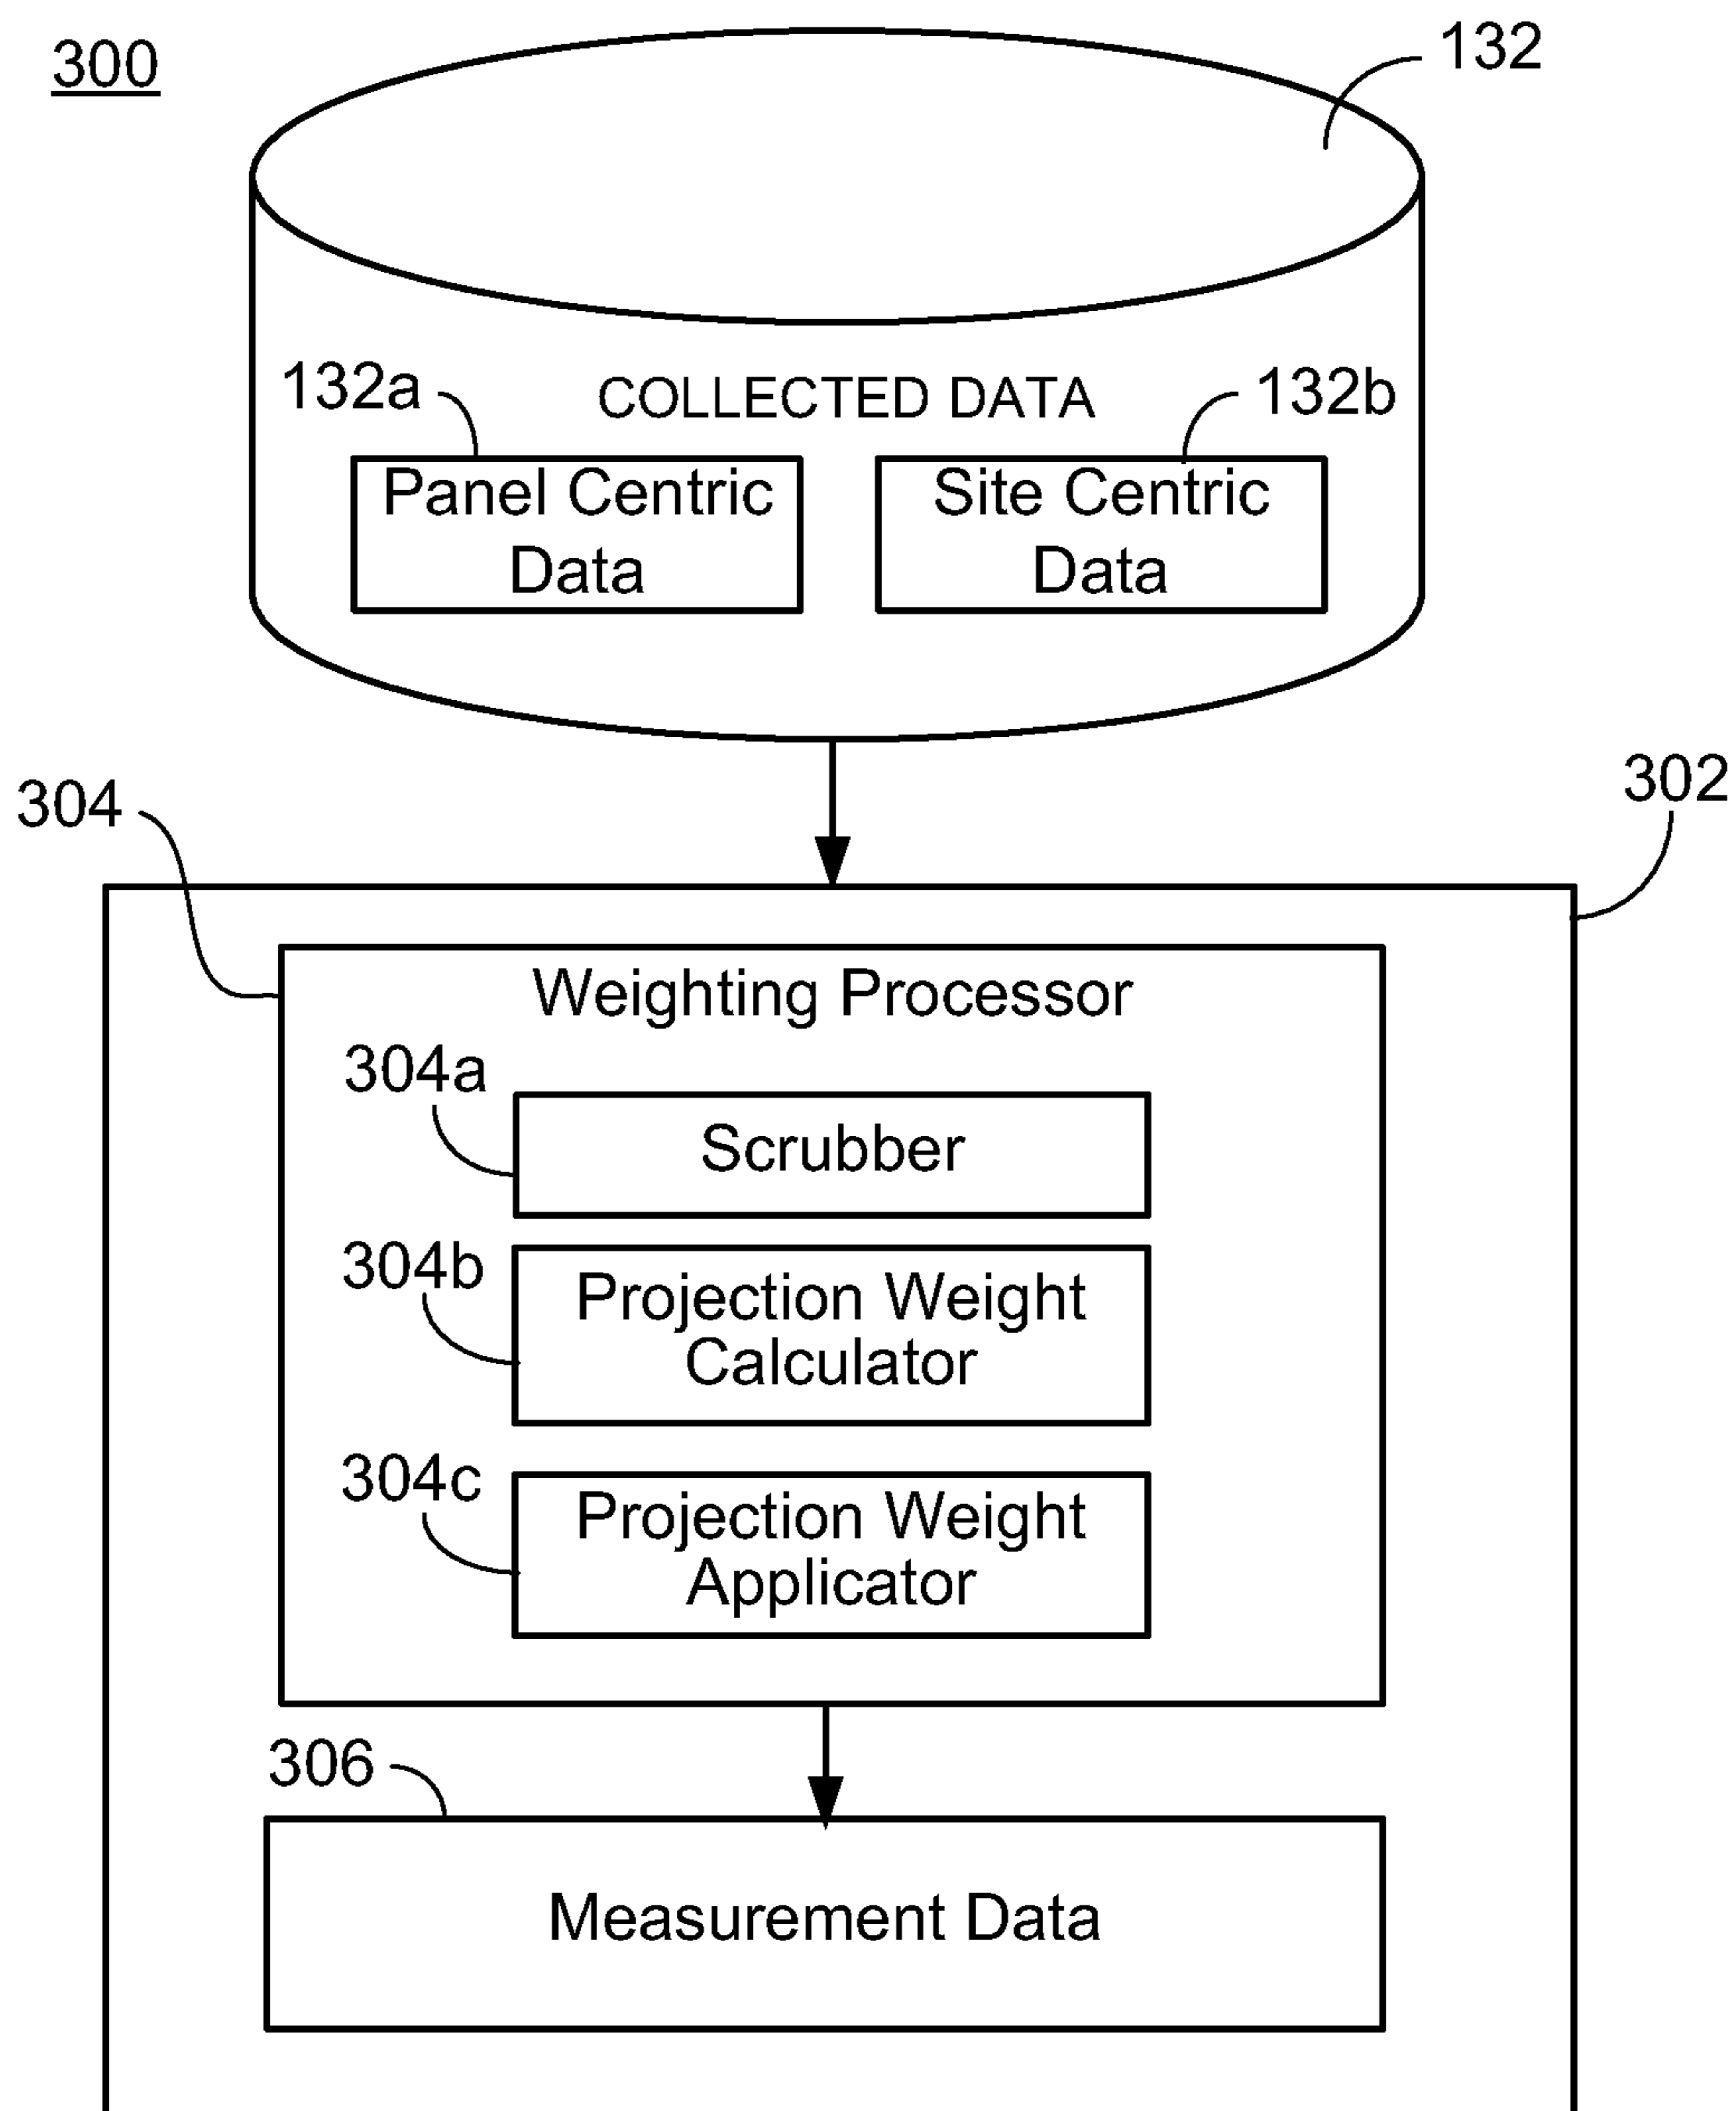 300
132
132a
COLLECTED DATA
132b
Panel Centric
Data
Site Centric
Data
302
304
Weighting Processor
304a
Scrubber
304b
Projection Weight
Calculator
304c
Projection Weight
Applicator
306
Measurement Data